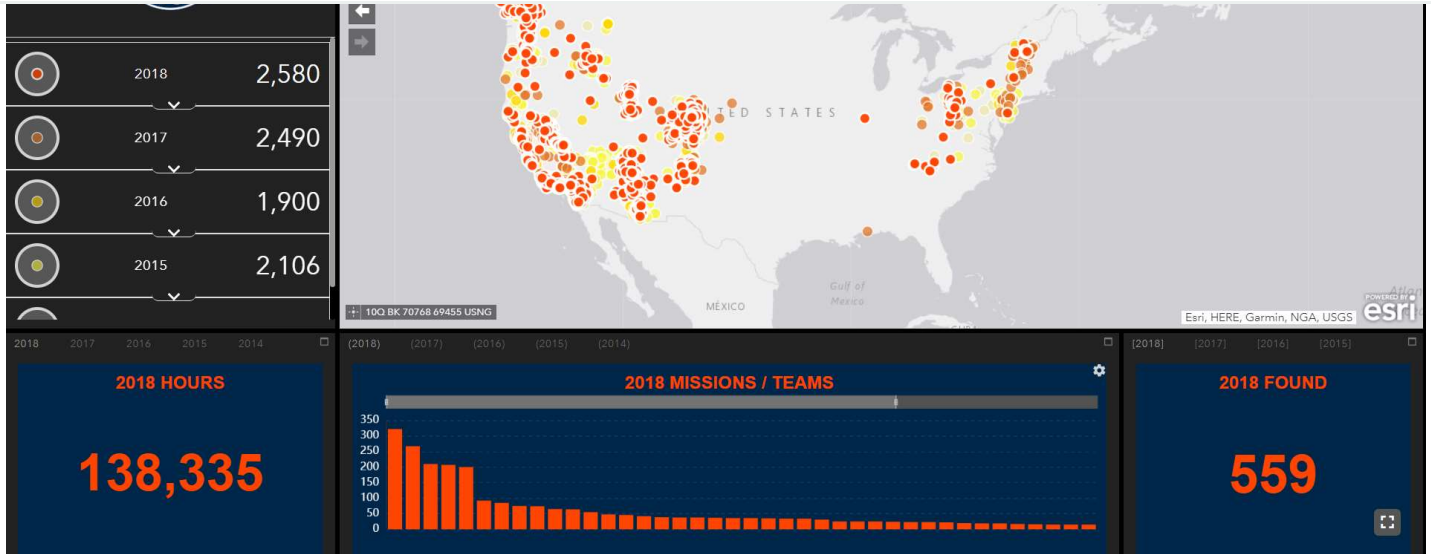 2018 2,580
2017 2,490
2016 1,900
2015 2,106
TED STATES
MÉXICO
Gulf of
Mexico
10Q BK 70768 69455 USNG
Esri, HERE, Garmin, NGA, USGS
POWERED BY
esri
2018 2017 2016 2015 2014
2018 HOURS
138,335
(2018) (2017) (2016) (2015) (2014)
2018 MISSIONS / TEAMS
350
300
250
200
150
100
50
0
[2018] [2017] [2016] [2015]
2018 FOUND
559